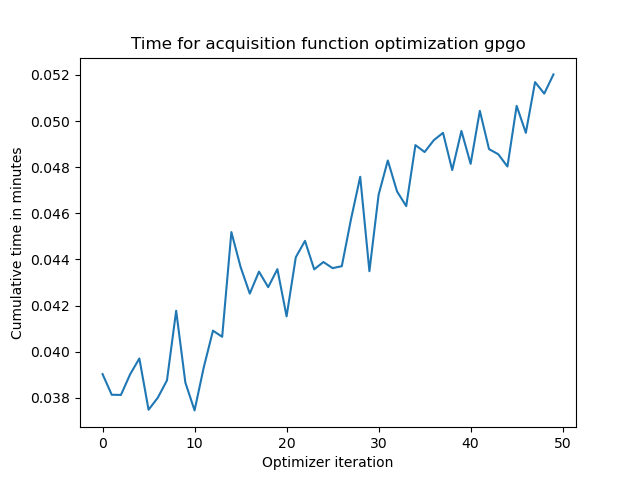 Time for acquisition function optimization gpgo
0.052
0.050
0.048
0.046
0.044
0.042
0.040
0.038
Cumulative time in minutes
0 10 20 30 40 50
Optimizer iteration